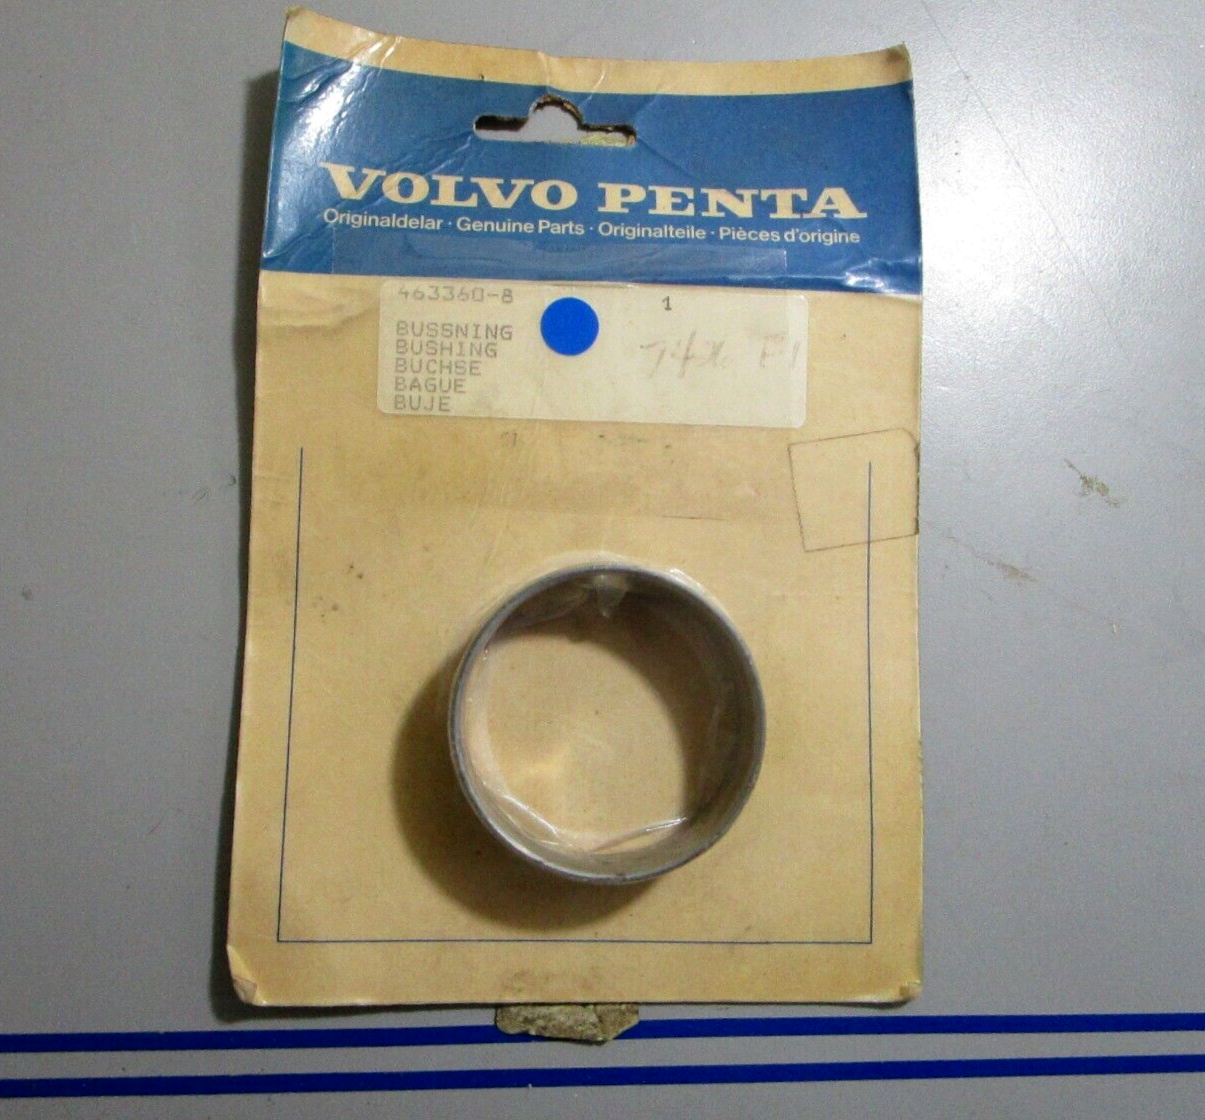 VOLVO PENTA
Originaldelar · Genuine Parts · Originalteile · Pièces d'origine
463360-8 1
BUSSNING
BUSHING
BUCHSE
BAGUE
BUJE